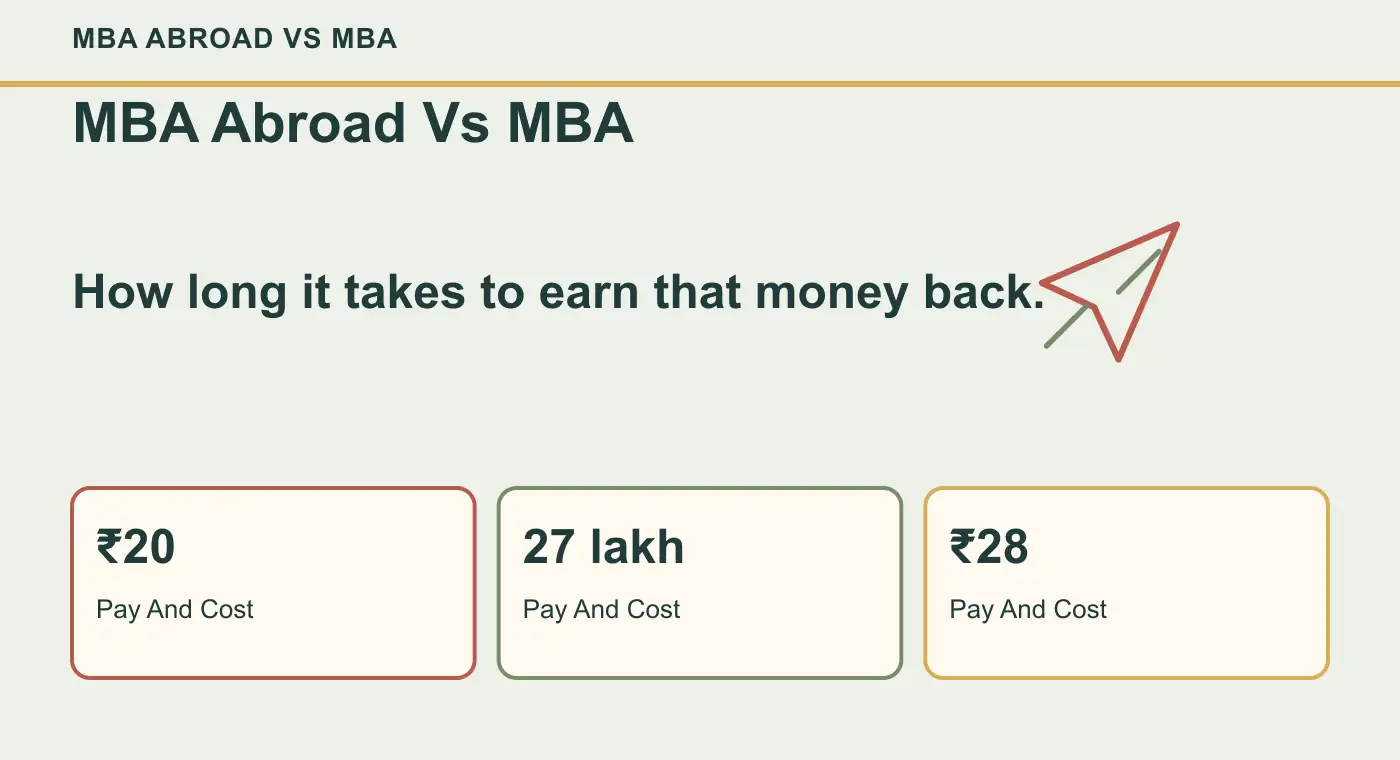 MBA ABROAD VS MBA
MBA Abroad Vs MBA
How long it takes to earn that money back.
₹20
Pay And Cost
27 lakh
Pay And Cost
₹28
Pay And Cost